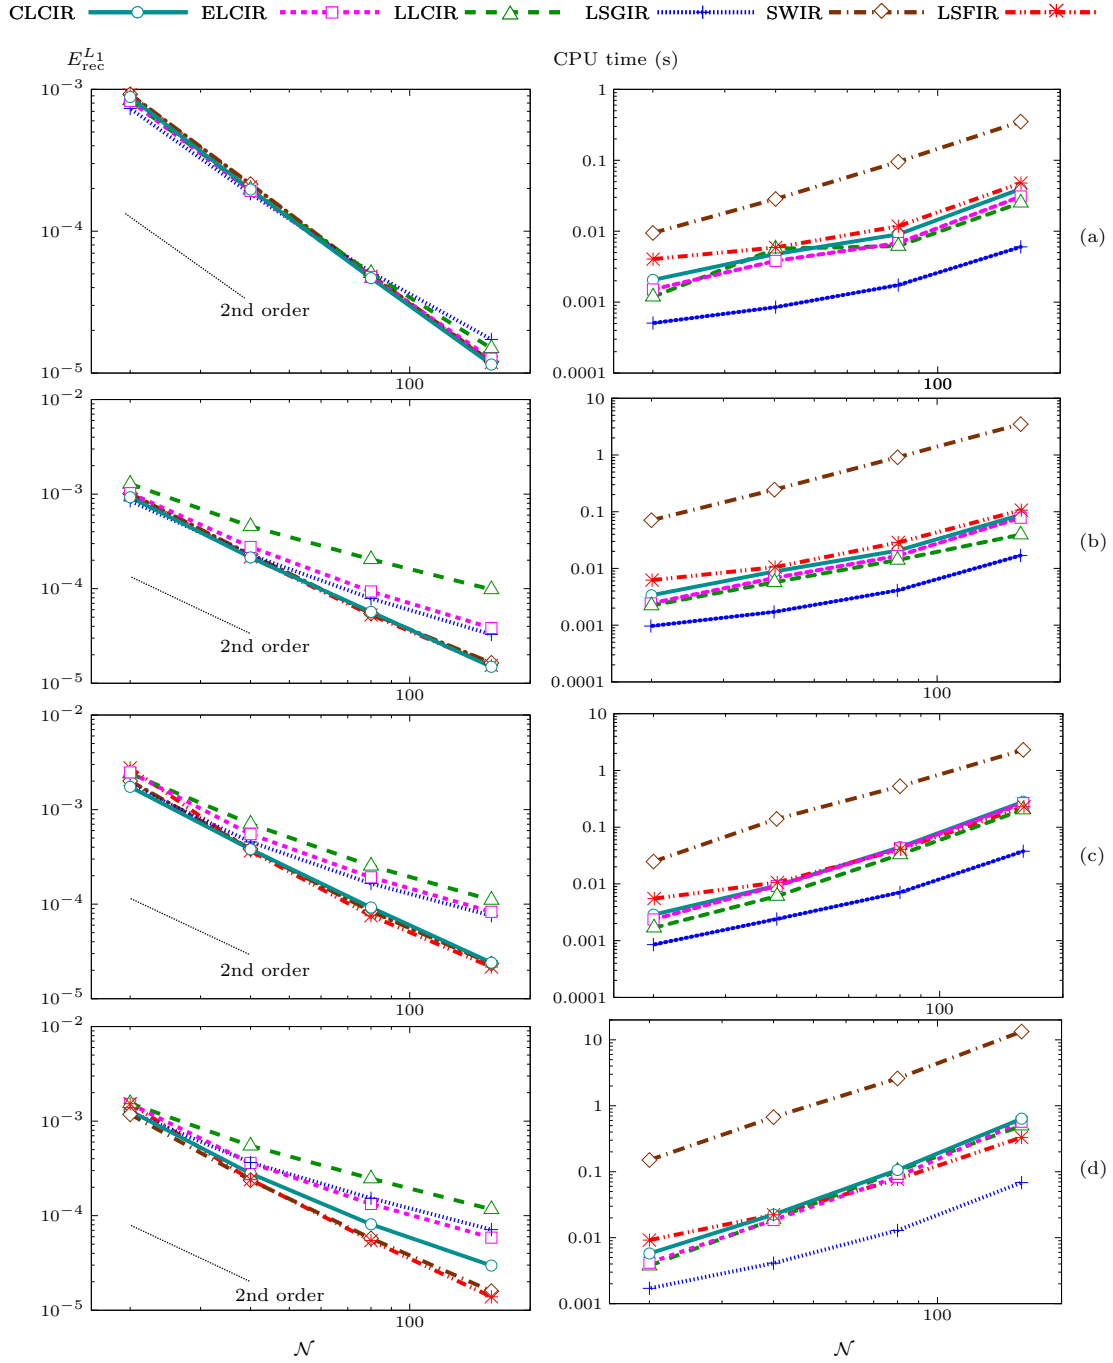 CLCIR ELCIR LLCIR LSGIR SWIR LSFIR
E_rec^{L_1} CPU time (s)
10⁻³ 1
0.1
10⁻⁴ 0.01 (a)
2nd order 0.001
10⁻⁵ 0.0001
100 100
10⁻² 10
1
10⁻³ 0.1
0.01 (b)
10⁻⁴
2nd order 0.001
10⁻⁵ 0.0001
100 100
10⁻² 10
1
10⁻³ 0.1
0.01 (c)
10⁻⁴
2nd order 0.001
10⁻⁵ 0.0001
100 100
10⁻² 10
1
10⁻³
0.1 (d)
10⁻⁴
0.01
2nd order
10⁻⁵ 0.001
100 100
𝒩 𝒩